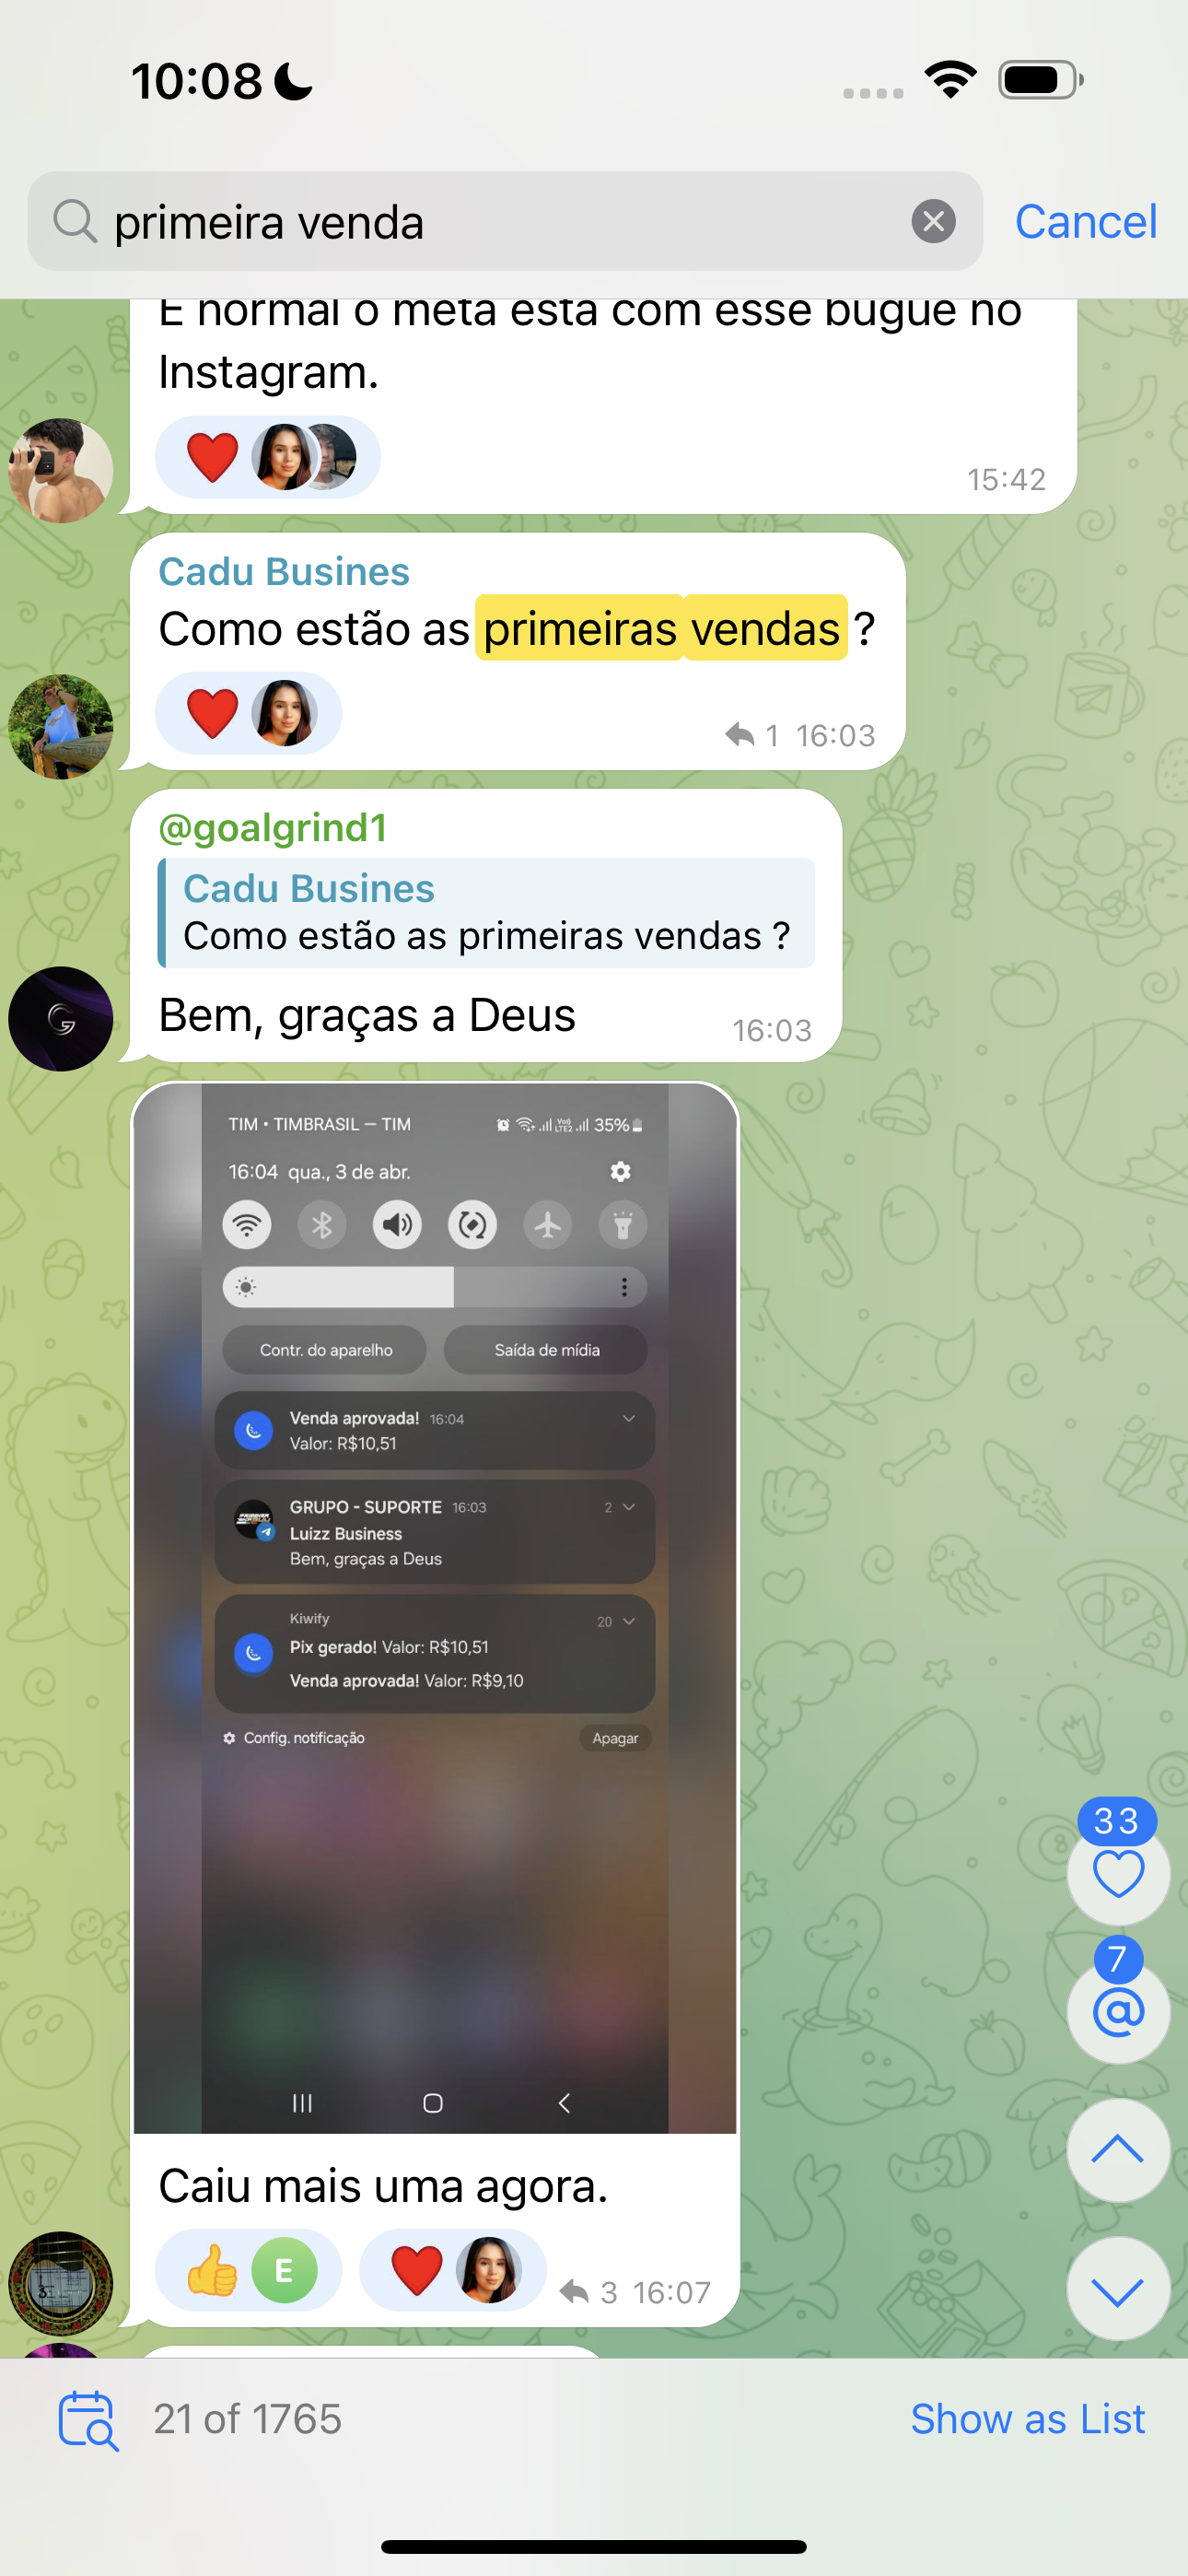 10:08
primeira venda
Cancel
E normal o meta esta com esse bugue no
Instagram.
15:42
Cadu Busines
Como estão as primeiras vendas ?
1 16:03
@goalgrind1
Cadu Busines
Como estão as primeiras vendas ?
Bem, graças a Deus
16:03
TIM • TIMBRASIL — TIM
35%
16:04 qua., 3 de abr.
Contr. do aparelho
Saída de mídia
Venda aprovada! 16:04
Valor: R$10,51
GRUPO - SUPORTE 16:03
2
Luizz Business
Bem, graças a Deus
Kiwify
20
Pix gerado! Valor: R$10,51
Venda aprovada! Valor: R$9,10
Config. notificação
Apagar
33
7
Caiu mais uma agora.
E
3 16:07
21 of 1765
Show as List